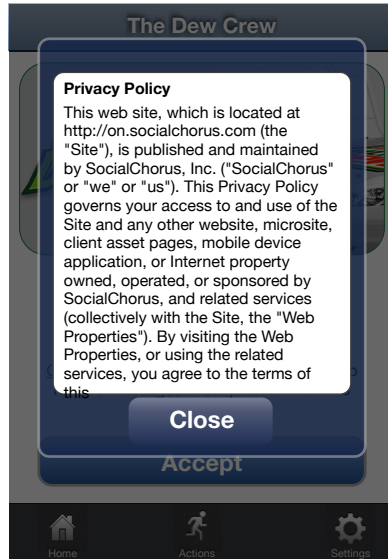 The Dew Crew
Privacy Policy
This web site, which is located at
http://on.socialchorus.com (the
"Site"), is published and maintained
by SocialChorus, Inc. ("SocialChorus"
or "we" or "us"). This Privacy Policy
governs your access to and use of the
Site and any other website, microsite,
client asset pages, mobile device
application, or Internet property
owned, operated, or sponsored by
SocialChorus, and related services
(collectively with the Site, the "Web
Properties"). By visiting the Web
Properties, or using the related
services, you agree to the terms of
this
Close
Accept
Home
Actions
Settings